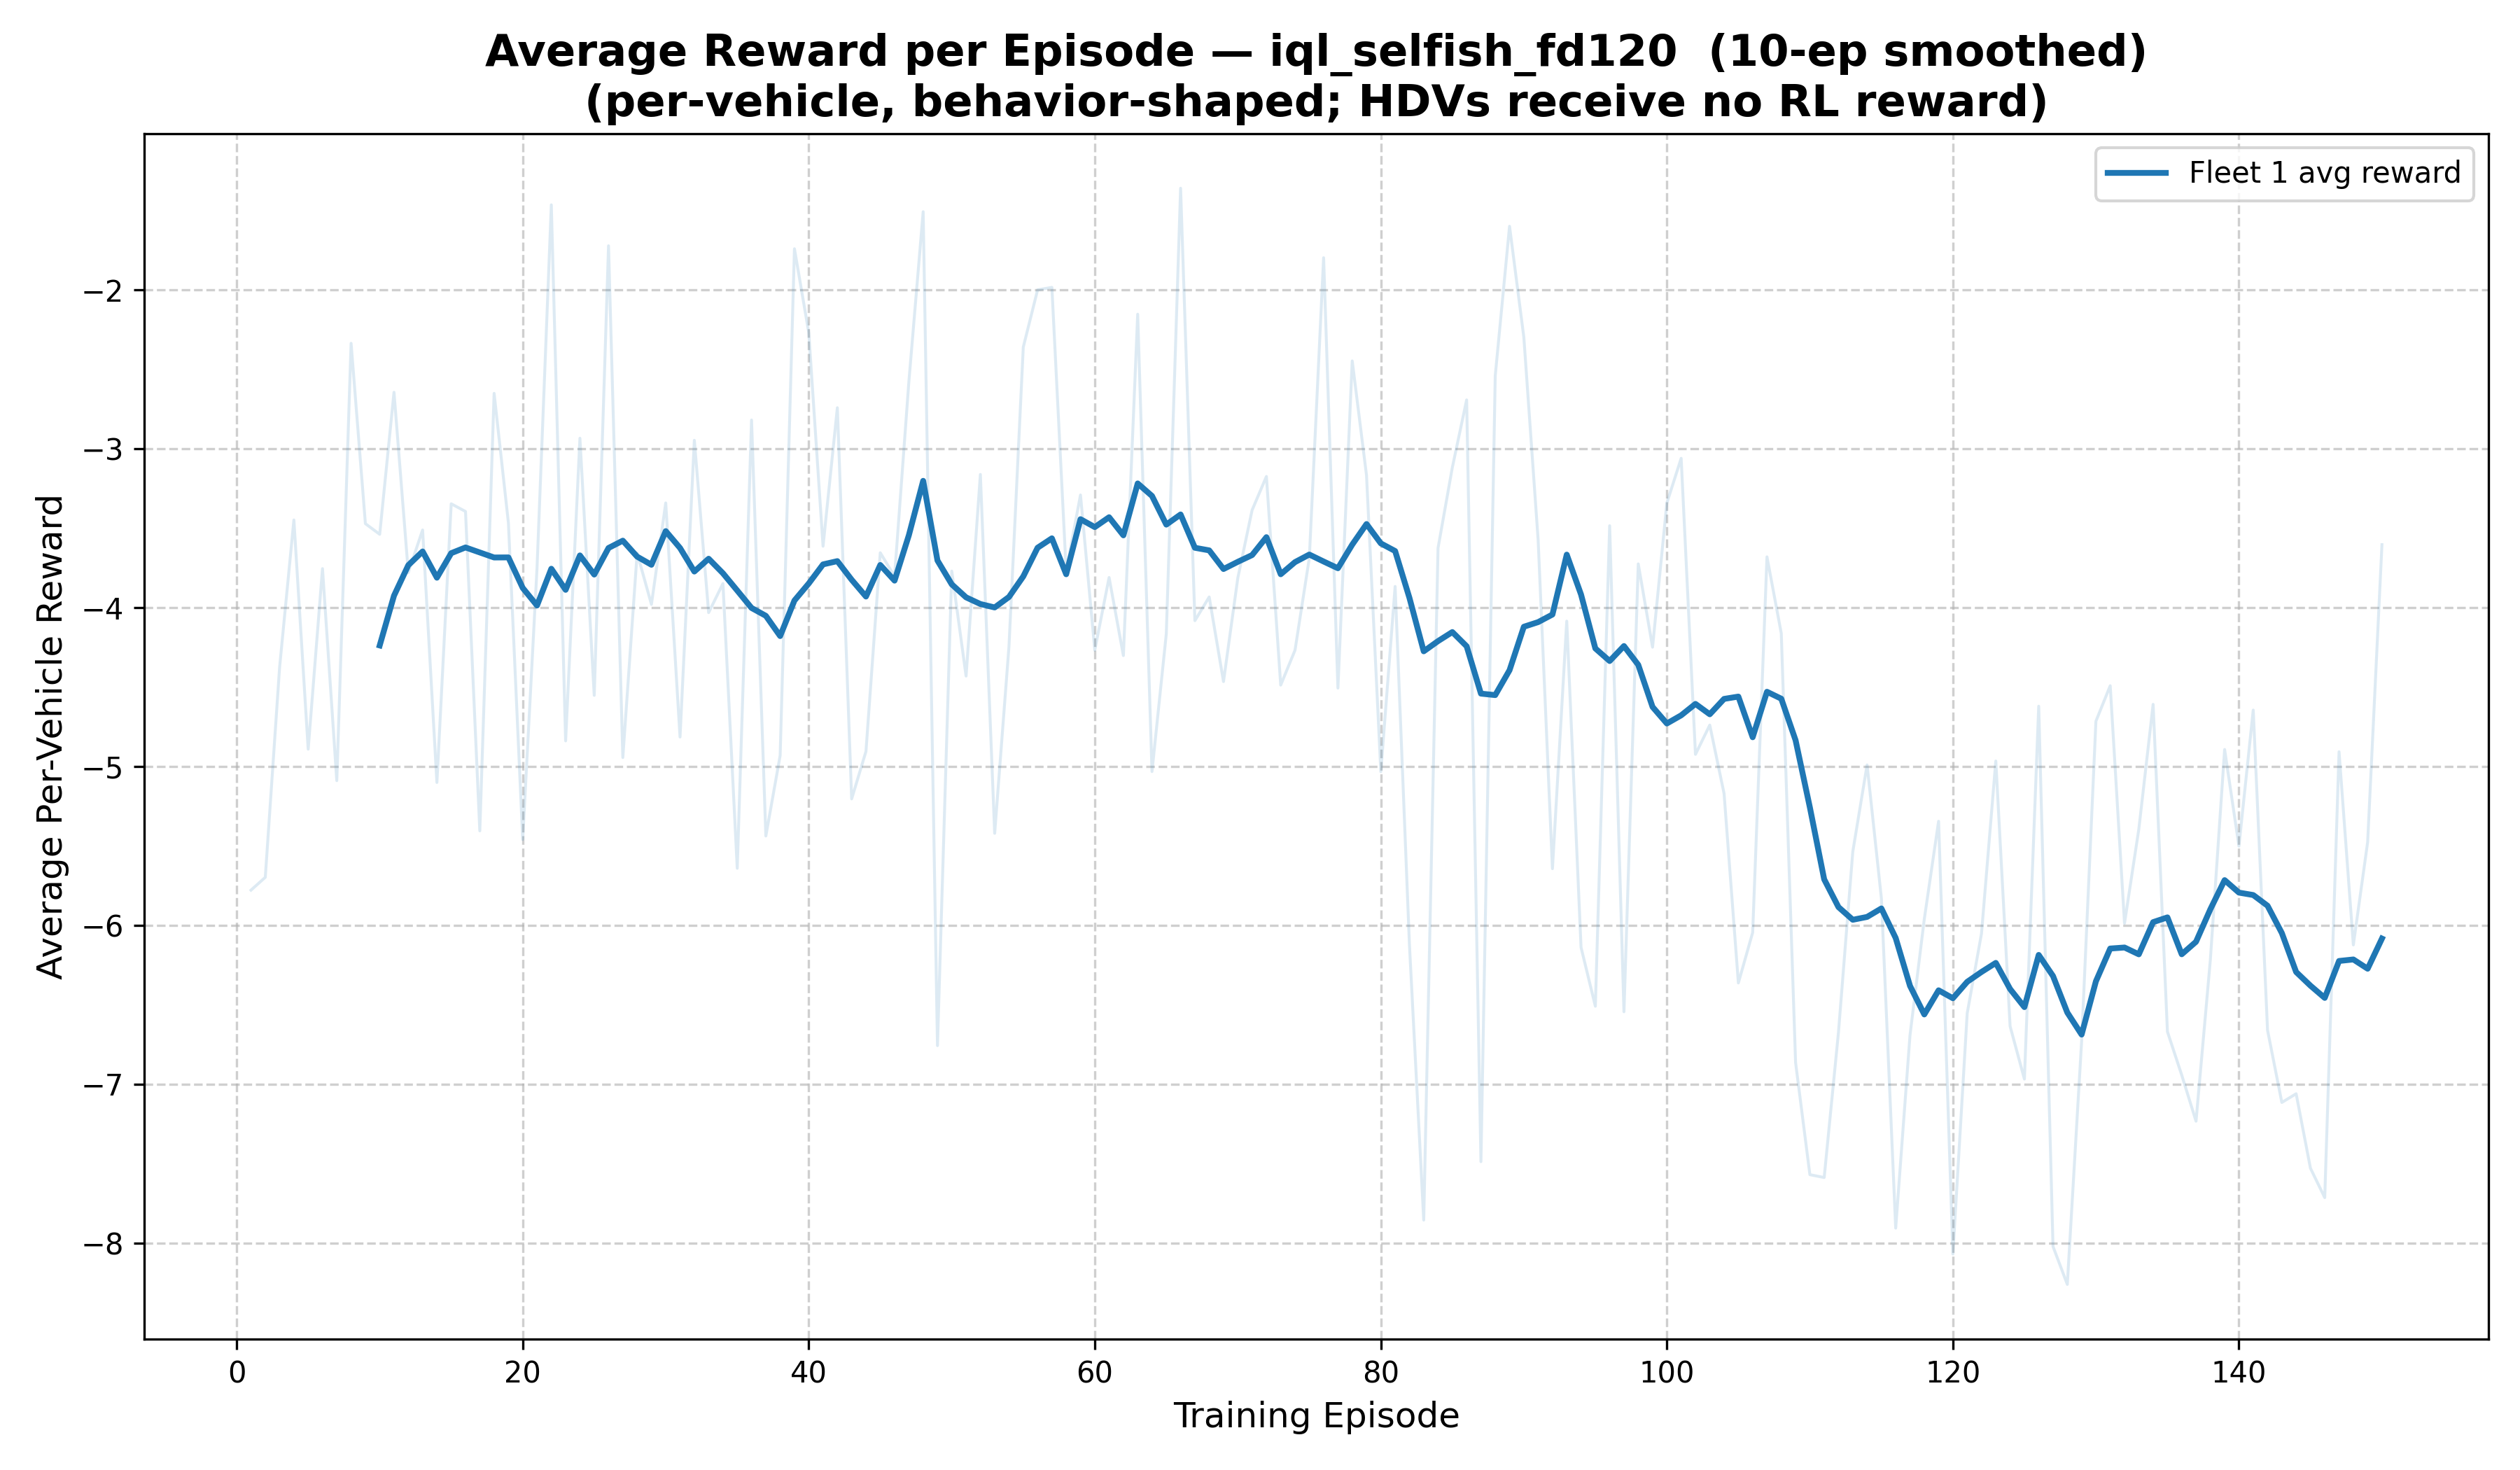 Average Reward per Episode — iql_selfish_fd120  (10-ep smoothed)
(per-vehicle, behavior-shaped; HDVs receive no RL reward)
Fleet 1 avg reward
Average Per-Vehicle Reward
−2
−3
−4
−5
−6
−7
−8
0 20 40 60 80 100 120 140
Training Episode